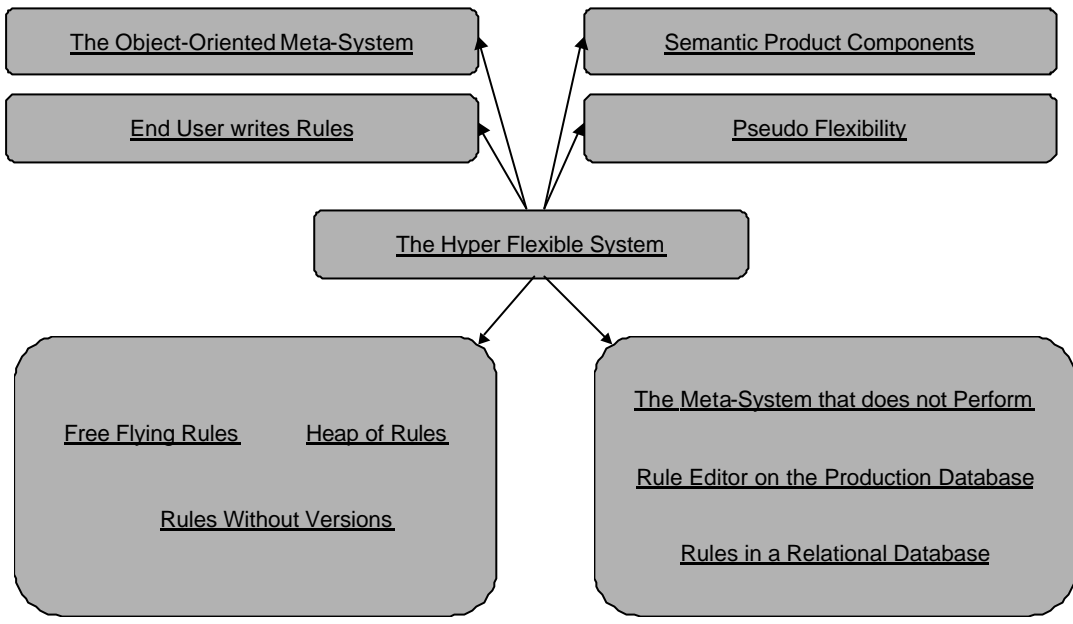 The Object-Oriented Meta-System
Semantic Product Components
End User writes Rules
Pseudo Flexibility
The Hyper Flexible System
Free Flying Rules
Heap of Rules
Rules Without Versions
The Meta-System that does not Perform
Rule Editor on the Production Database
Rules in a Relational Database